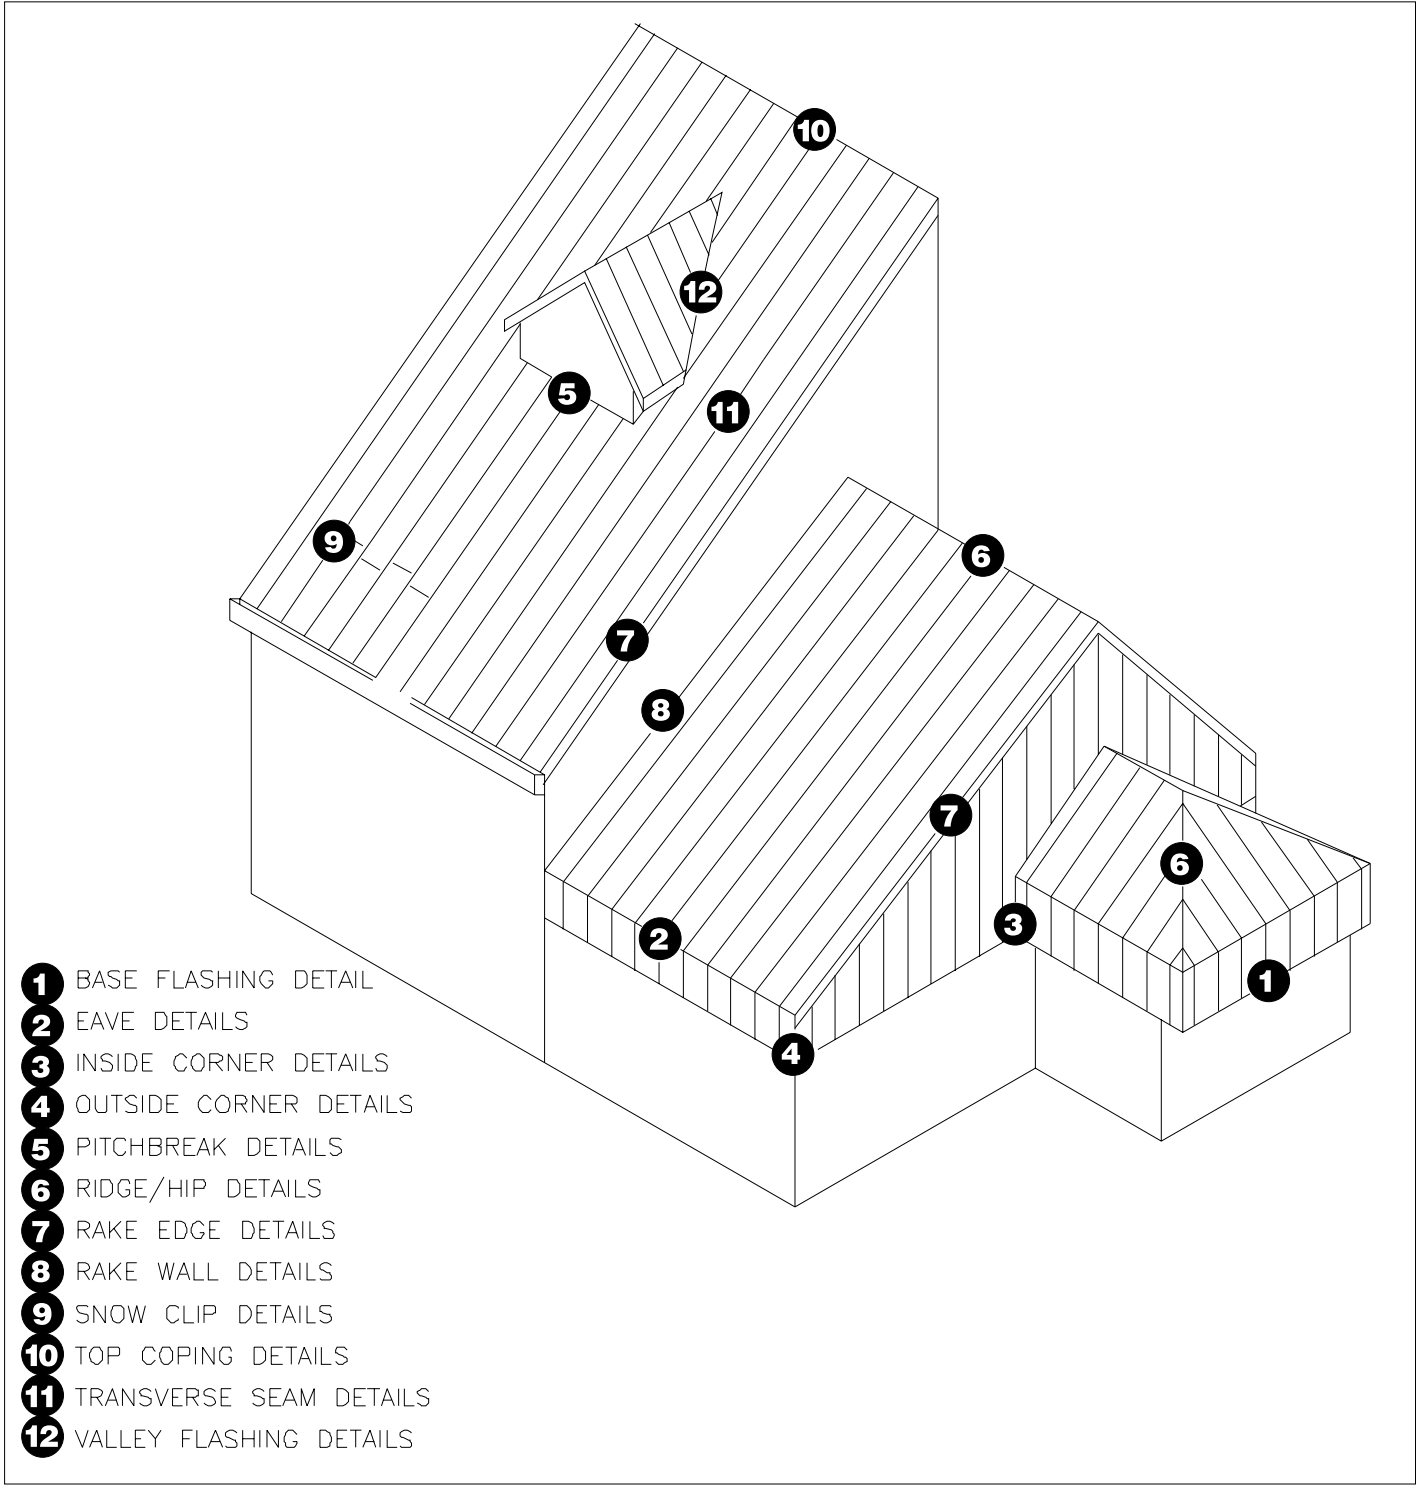 10
12
5
11
9
6
7
8
7
6
3
2
1
4
1 BASE FLASHING DETAIL
2 EAVE DETAILS
3 INSIDE CORNER DETAILS
4 OUTSIDE CORNER DETAILS
5 PITCHBREAK DETAILS
6 RIDGE/HIP DETAILS
7 RAKE EDGE DETAILS
8 RAKE WALL DETAILS
9 SNOW CLIP DETAILS
10 TOP COPING DETAILS
11 TRANSVERSE SEAM DETAILS
12 VALLEY FLASHING DETAILS